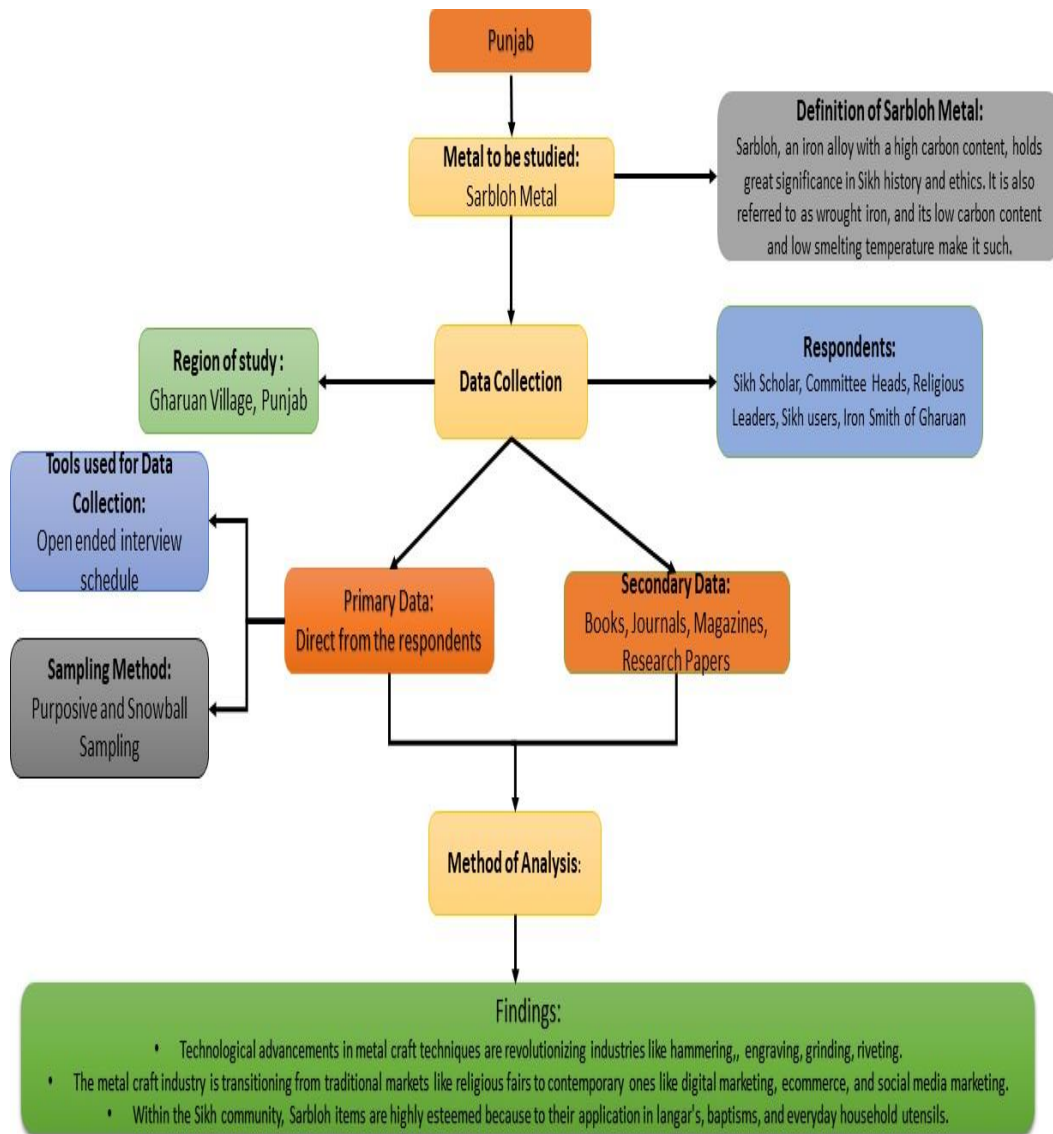 Punjab
Metal to be studied:
Sarbloh Metal
Definition of Sarbloh Metal:
Sarbloh, an iron alloy with a high carbon content, holds
great significance in Sikh history and ethics. It is also
referred to as wrought iron, and its low carbon content
and low smelting temperature make it such.
Region of study :
Gharuan Village, Punjab
Data Collection
Respondents:
Sikh Scholar, Committee Heads, Religious
Leaders, Sikh users, Iron Smith of Gharuan
Tools used for Data
Collection:
Open ended interview
schedule
Primary Data:
Direct from the respondents
Secondary Data:
Books, Journals, Magazines,
Research Papers
Sampling Method:
Purposive and Snowball
Sampling
Method of Analysis:
Findings:
• Technological advancements in metal craft techniques are revolutionizing industries like hammering,, engraving, grinding, riveting.
• The metal craft industry is transitioning from traditional markets like religious fairs to contemporary ones like digital marketing, ecommerce, and social media marketing.
• Within the Sikh community, Sarbloh items are highly esteemed because to their application in langar's, baptisms, and everyday household utensils.